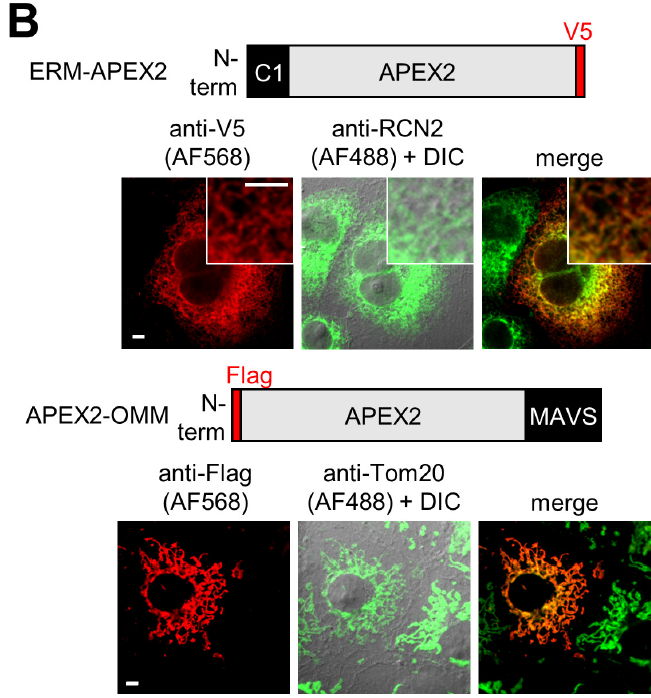 B
V5
ERM-APEX2
N-
term
C1
APEX2
anti-V5
(AF568)
anti-RCN2
(AF488) + DIC
merge
Flag
APEX2-OMM
N-
term
APEX2
MAVS
anti-Flag
(AF568)
anti-Tom20
(AF488) + DIC
merge